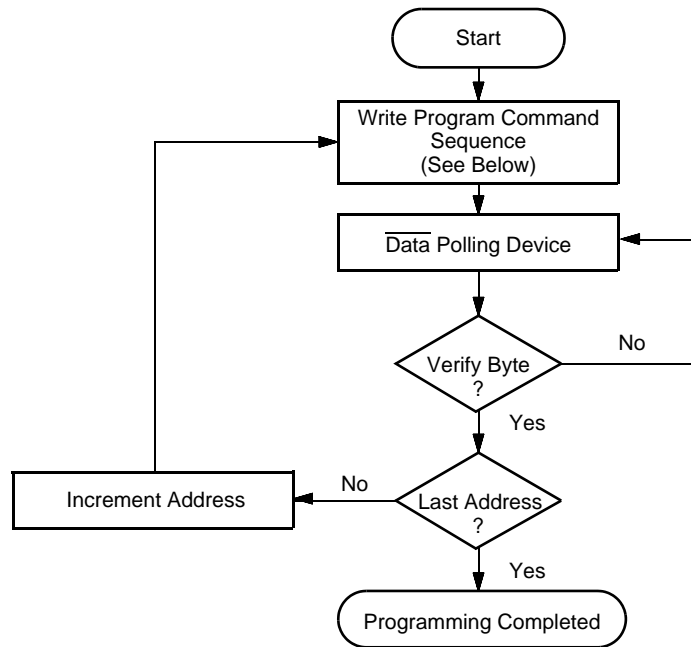 Start
Write Program Command
Sequence
(See Below)
Data Polling Device
Verify Byte
?
No
Yes
Last Address
?
No
Increment Address
Yes
Programming Completed